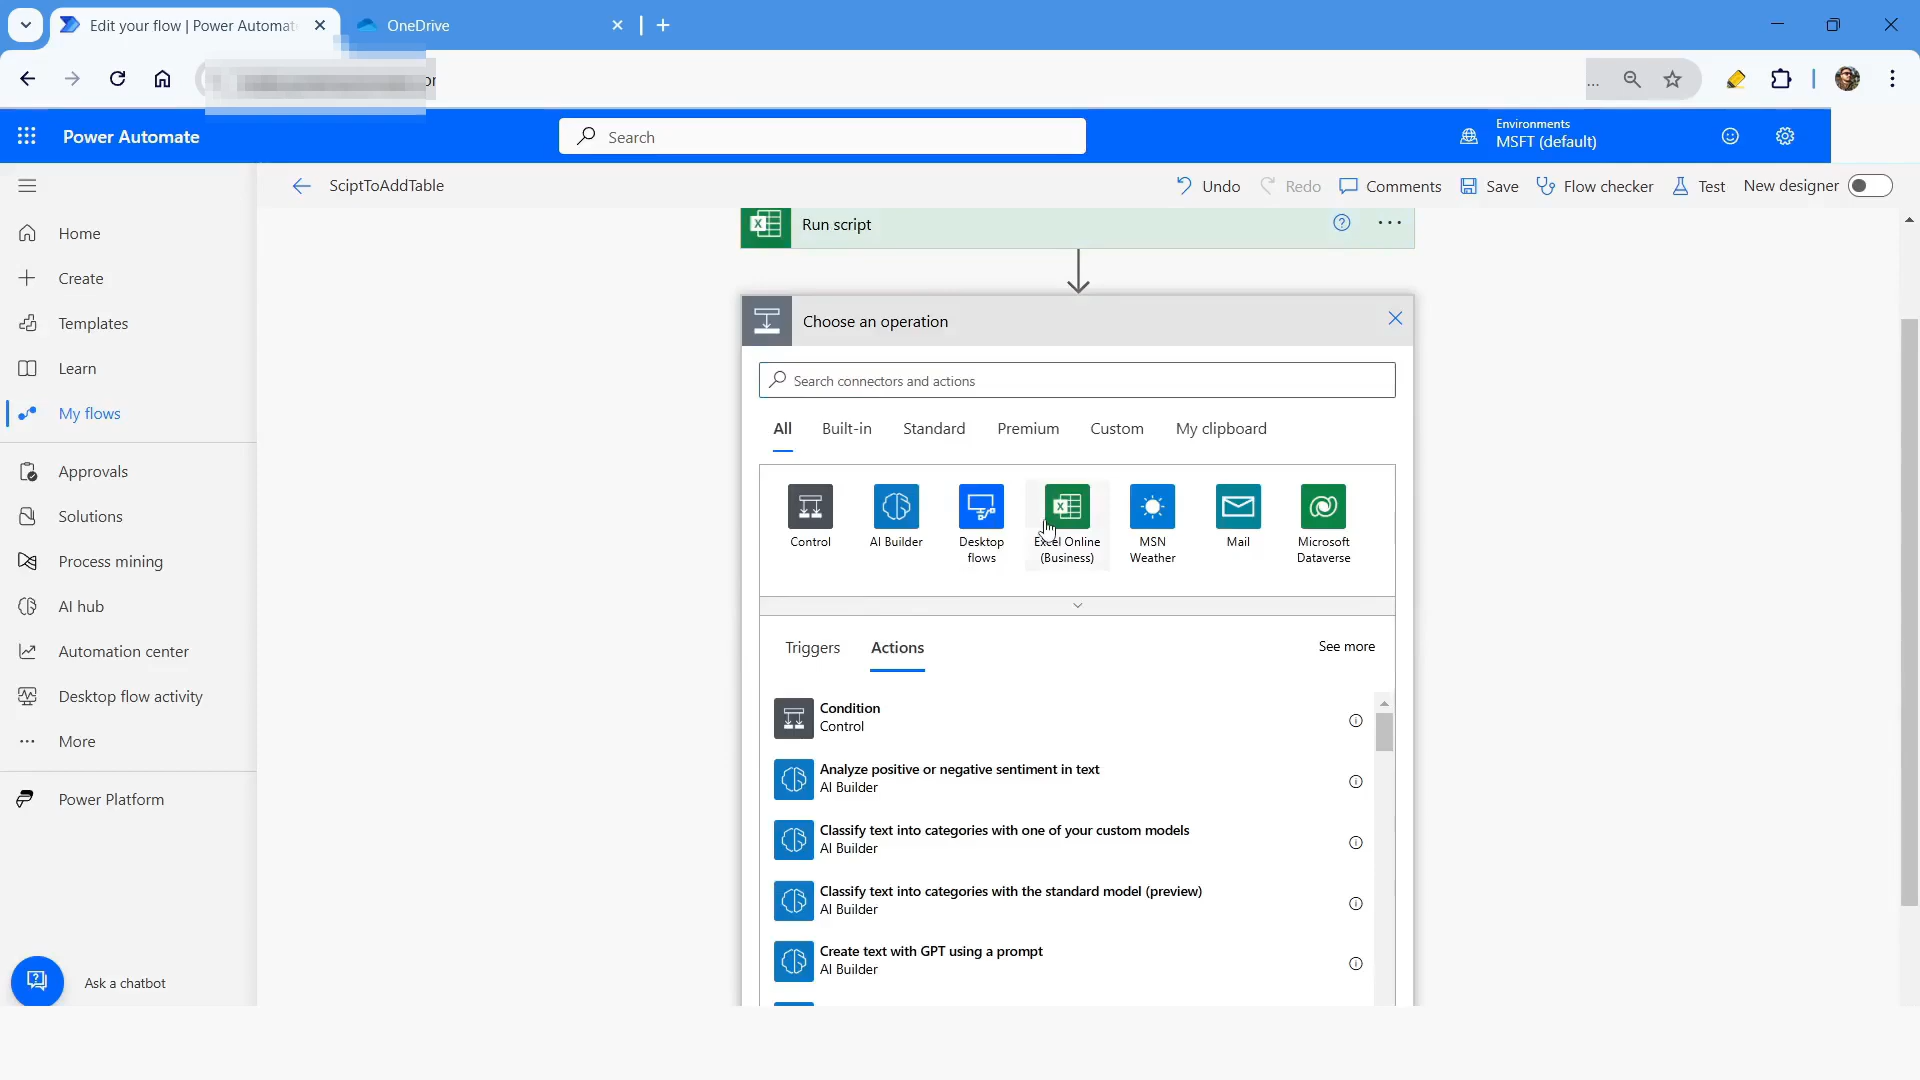 Edit your flow | Power Automat
OneDrive
Power Automate
Search
Environments
MSFT (default)
SciptToAddTable
Undo
Redo
Comments
Save
Flow checker
Test
New designer
Home
Create
Templates
Learn
My flows
Approvals
Solutions
Process mining
AI hub
Automation center
Desktop flow activity
More
Power Platform
Ask a chatbot
Run script
Choose an operation
Search connectors and actions
All
Built-in
Standard
Premium
Custom
My clipboard
Control
AI Builder
Desktop
flows
Excel Online
(Business)
MSN
Weather
Mail
Microsoft
Dataverse
Triggers
Actions
See more
Condition
Control
Analyze positive or negative sentiment in text
AI Builder
Classify text into categories with one of your custom models
AI Builder
Classify text into categories with the standard model (preview)
AI Builder
Create text with GPT using a prompt
AI Builder